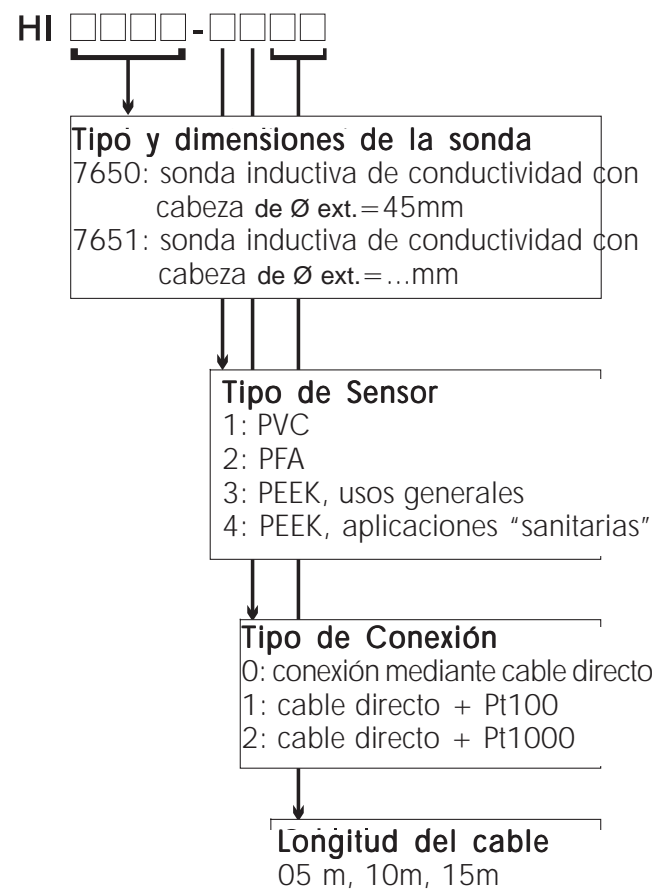 HI □□□□-□□□□
Tipo y dimensiones de la sonda
7650: sonda inductiva de conductividad con
cabeza de Ø ext.=45mm
7651: sonda inductiva de conductividad con
cabeza de Ø ext.=...mm
Tipo de Sensor
1: PVC
2: PFA
3: PEEK, usos generales
4: PEEK, aplicaciones "sanitarias"
Tipo de Conexión
0: conexión mediante cable directo
1: cable directo + Pt100
2: cable directo + Pt1000
Longitud del cable
05 m, 10m, 15m